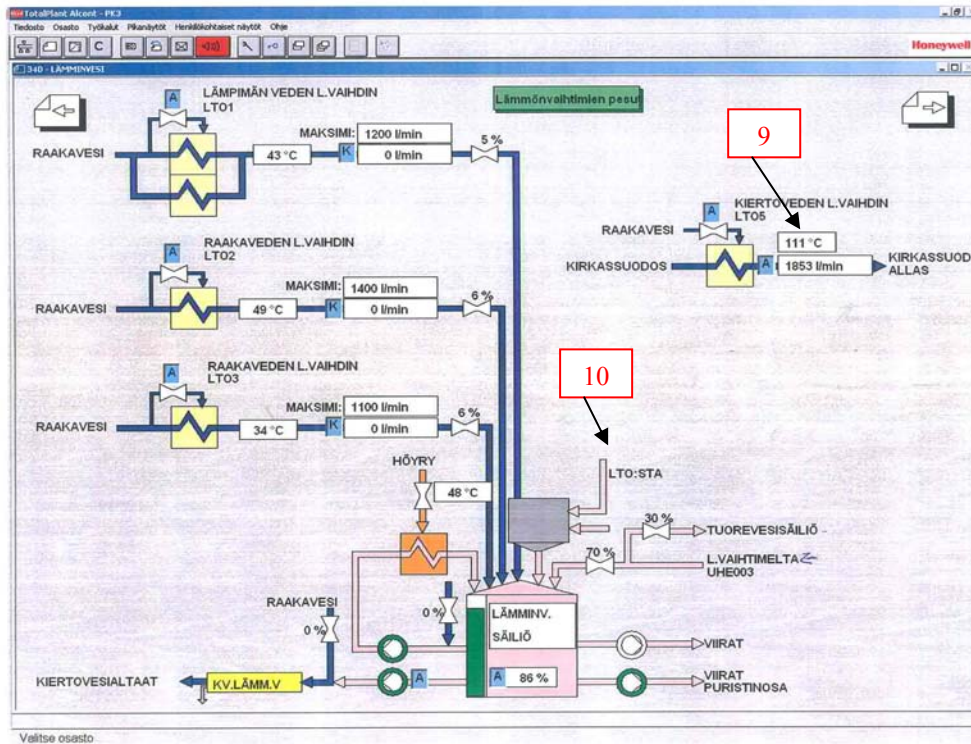 TotalPlant Alcont - PK3
Tiedosto Osasto Työkalut Pikanäytöt Henkilökohtaiset näytöt Ohje
Honeywell
340 - LÄMMINVESI
Lämmönvaihtimien pesut
A
LÄMPIMÄN VEDEN L.VAIHDIN
LTO1
RAAKAVESI
43 °C
MAKSIMI:
1200 l/min
K
0 l/min
5 %
9
A
KIERTOVEDEN L.VAIHDIN
LTO5
RAAKAVESI
111 °C
KIRKASSUODOS
A
1853 l/min
KIRKASSUOD
ALLAS
A
RAAKAVEDEN L.VAIHDIN
LTO2
RAAKAVESI
49 °C
MAKSIMI:
1400 l/min
K
0 l/min
6 %
A
RAAKAVEDEN L.VAIHDIN
LTO3
RAAKAVESI
34 °C
MAKSIMI:
1100 l/min
K
0 l/min
6 %
10
HÖYRY
48 °C
LTO:STA
30 %
TUOREVESISÄILIÖ
70 %
L.VAIHTIMELTA
UHE003
RAAKAVESI
0 %
0 %
LÄMMINV.
SÄILIÖ
VIIRAT
KIERTOVESIALTAAT
KV.LÄMM.V
A
A
86 %
VIIRAT
PURISTINOSA
Valitse osasto